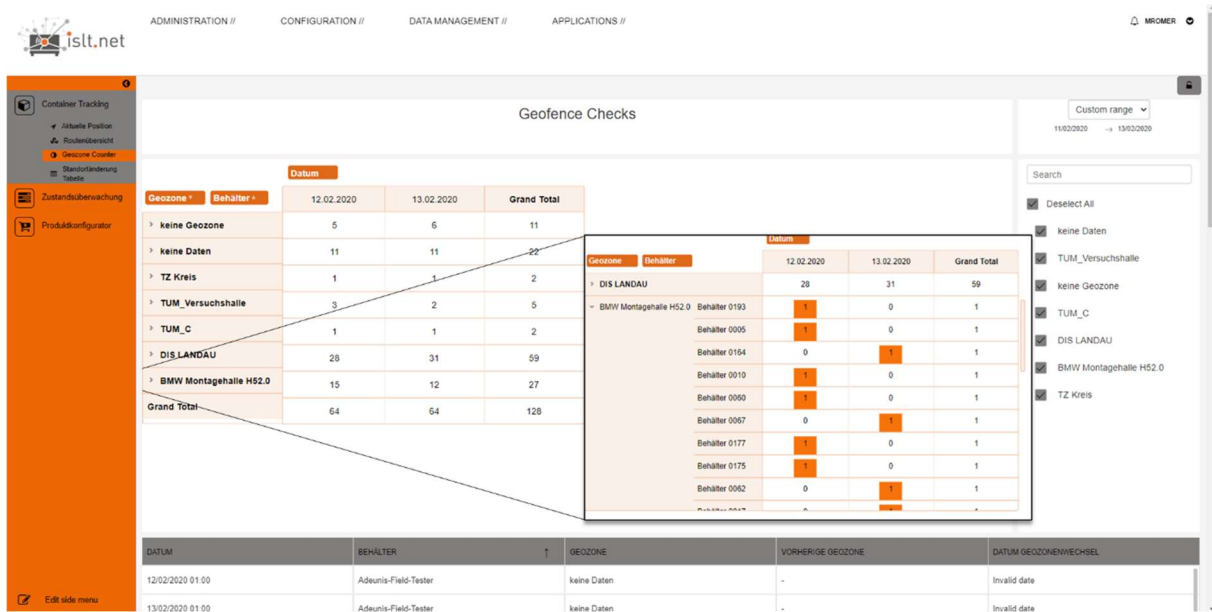 islt.net
ADMINISTRATION // CONFIGURATION // DATA MANAGEMENT // APPLICATIONS // MROMER
Container Tracking
Aktuelle Position
Routenübersicht
Geozone Counter
Standortänderung
Tabelle
Zustandsüberwachung
Produktkonfigurator
Edit side menu
Geofence Checks
Custom range
11/02/2020 → 13/02/2020
Datum
Geozone Behälter 12.02.2020 13.02.2020 Grand Total
keine Geozone 5 6 11
keine Daten 11 11 22
TZ Kreis 1 1 2
TUM_Versuchshalle 3 2 5
TUM_C 1 1 2
DIS LANDAU 28 31 59
BMW Montagehalle H52.0 15 12 27
Grand Total 64 64 128
Datum
Geozone Behälter 12.02.2020 13.02.2020 Grand Total
DIS LANDAU 28 31 59
BMW Montagehalle H52.0 Behälter 0193 1 0 1
Behälter 0005 1 0 1
Behälter 0164 0 1 1
Behälter 0010 1 0 1
Behälter 0060 1 0 1
Behälter 0067 0 1 1
Behälter 0177 1 0 1
Behälter 0175 1 0 1
Behälter 0062 0 1 1
Search
Deselect All
keine Daten
TUM_Versuchshalle
keine Geozone
TUM_C
DIS LANDAU
BMW Montagehalle H52.0
TZ Kreis
DATUM BEHÄLTER ↑ GEOZONE VORHERIGE GEOZONE DATUM GEOZONENWECHSEL
12/02/2020 01:00 Adeunis-Field-Tester keine Daten - Invalid date
13/02/2020 01:00 Adeunis-Field-Tester keine Daten - Invalid date